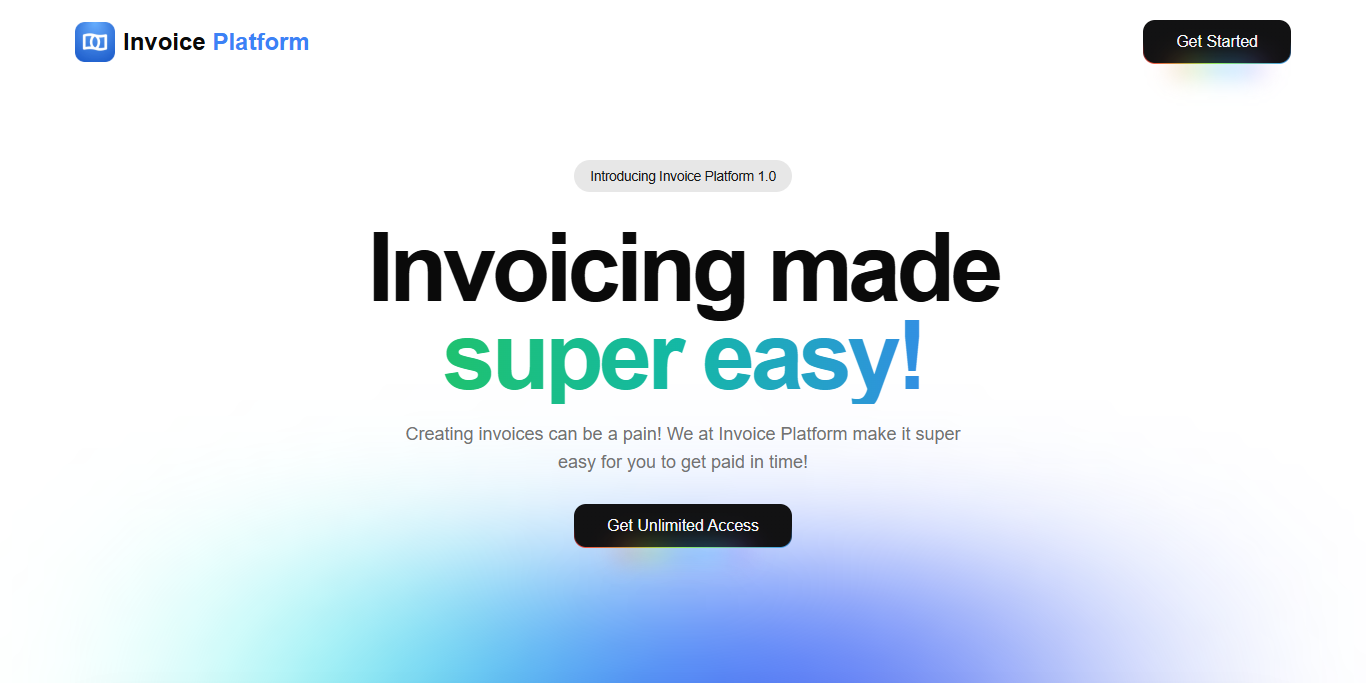 Invoice Platform
Get Started
Introducing Invoice Platform 1.0
Invoicing made
super easy!
Creating invoices can be a pain! We at Invoice Platform make it super
easy for you to get paid in time!
Get Unlimited Access